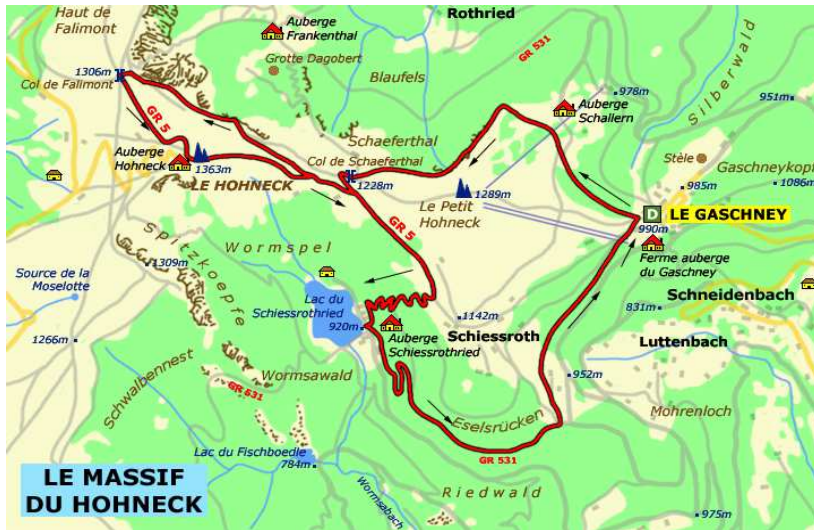 Haut de
Falimont
1306m
Col de Falimont
GR 5
Auberge
Frankenthal
Grotte Dagobert
Rothried
GR 531
Blaufels
978m
Silberwald
951m
Auberge
Schallern
Schaeferthal
Col de Schaeferthal
1228m
Auberge
Hohneck
1363m
LE HOHNECK
Stèle
Gaschneykopf
985m
1086m
1289m
Le Petit
Hohneck
D
LE GASCHNEY
990m
GR 5
Ferme auberge
du Gaschney
Spitzkoepfe
Wormspel
1309m
Source de la
Moselotte
Lac du
Schiessrothried
920m
Auberge
Schiessrothried
1142m
Schiessroth
Schneidenbach
831m
Luttenbach
1266m
Schwalbennest
GR 531
Wormsawald
952m
Mohrenloch
Eselsrücken
GR 531
Lac du Fischboedle
784m
Wormsabach
Riedwald
975m
LE MASSIF
DU HOHNECK